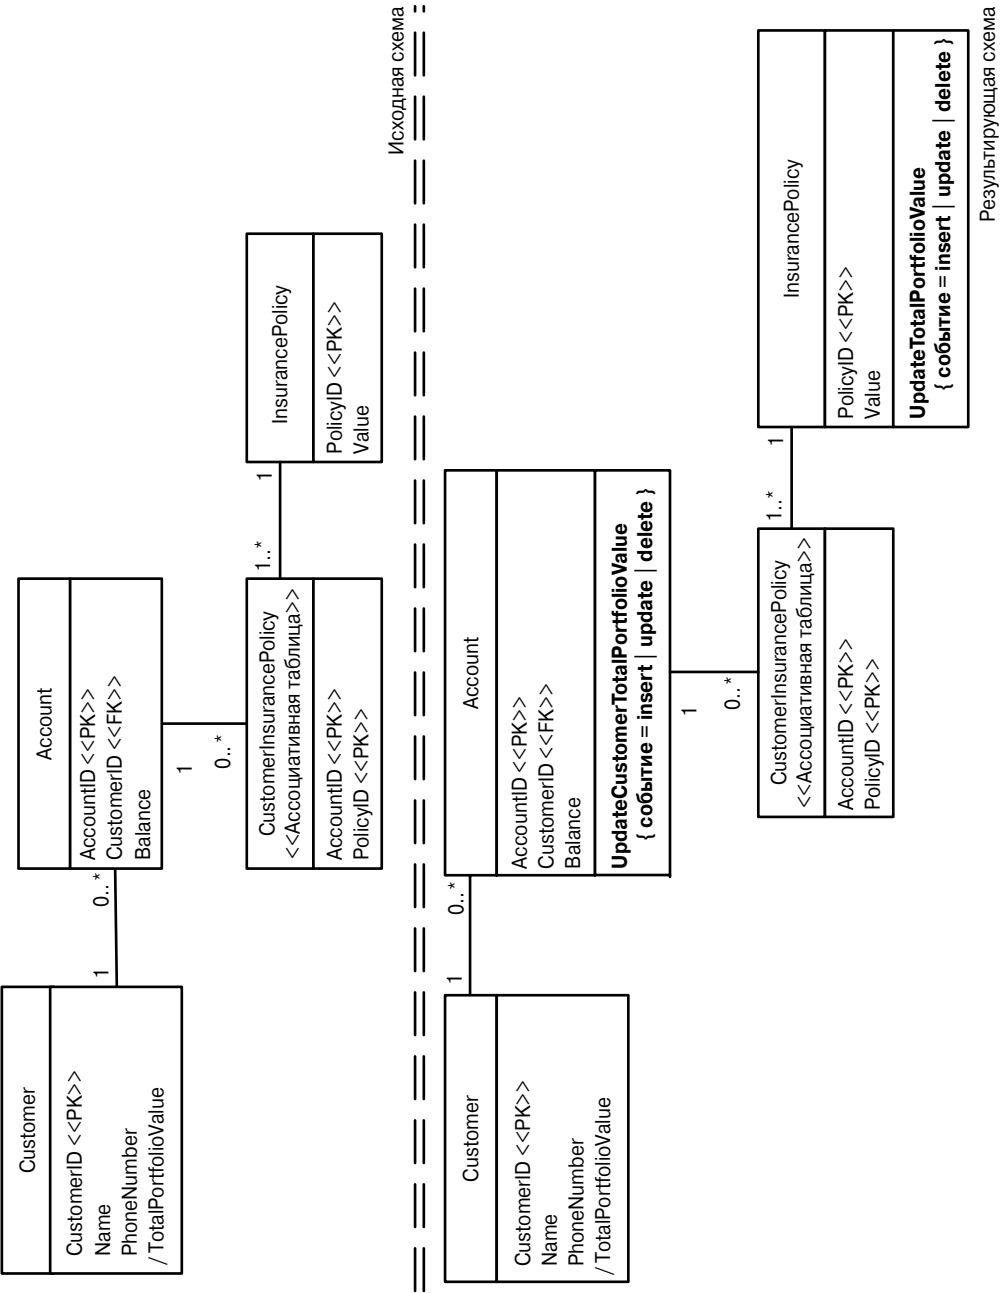 Customer
CustomerID <<PK>>
Name
PhoneNumber
/ TotalPortfolioValue
1
0.. *
Account
AccountID <<PK>>
CustomerID <<FK>>
Balance
1
0.. *
CustomerInsurancePolicy
<<Ассоциативная таблица>>
AccountID <<PK>>
PolicyID <<PK>>
1..*
1
InsurancePolicy
PolicyID <<PK>>
Value
Исходная схема
Customer
CustomerID <<PK>>
Name
PhoneNumber
/ TotalPortfolioValue
1
0.. *
Account
AccountID <<PK>>
CustomerID <<FK>>
Balance
UpdateCustomerTotalPortfolioValue
{ событие = insert | update | delete }
1
0.. *
CustomerInsurancePolicy
<<Ассоциативная таблица>>
AccountID <<PK>>
PolicyID <<PK>>
1..*
1
InsurancePolicy
PolicyID <<PK>>
Value
UpdateTotalPortfolioValue
{ событие = insert | update | delete }
Результирующая схема